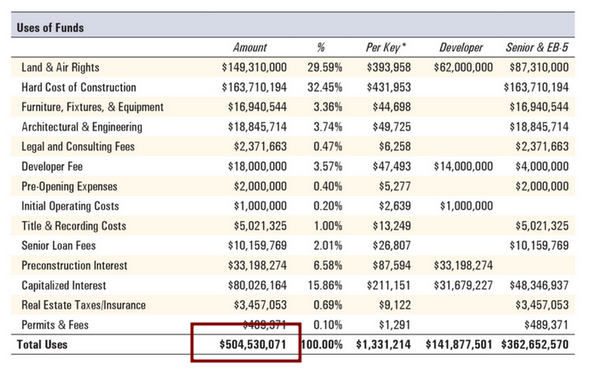 Uses of Funds
Amount % Per Key* Developer Senior & EB-5
Land & Air Rights $149,310,000 29.59% $393,958 $62,000,000 $87,310,000
Hard Cost of Construction $163,710,194 32.45% $431,953 $163,710,194
Furniture, Fixtures, & Equipment $16,940,544 3.36% $44,698 $16,940,544
Architectural & Engineering $18,845,714 3.74% $49,725 $18,845,714
Legal and Consulting Fees $2,371,663 0.47% $6,258 $2,371,663
Developer Fee $18,000,000 3.57% $47,493 $14,000,000 $4,000,000
Pre-Opening Expenses $2,000,000 0.40% $5,277 $2,000,000
Initial Operating Costs $1,000,000 0.20% $2,639 $1,000,000
Title & Recording Costs $5,021,325 1.00% $13,249 $5,021,325
Senior Loan Fees $10,159,769 2.01% $26,807 $10,159,769
Preconstruction Interest $33,198,274 6.58% $87,594 $33,198,274
Capitalized Interest $80,026,164 15.86% $211,151 $31,679,227 $48,346,937
Real Estate Taxes/Insurance $3,457,053 0.69% $9,122 $3,457,053
Permits & Fees $489,371 0.10% $1,291 $489,371
Total Uses $504,530,071 100.00% $1,331,214 $141,877,501 $362,652,570